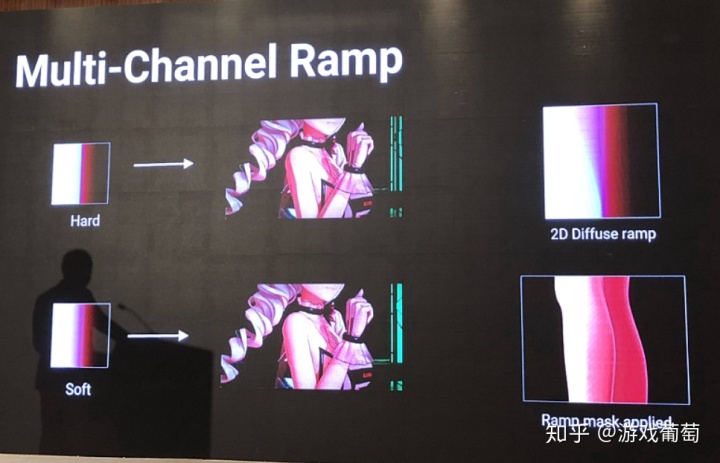 Multi-Channel Ramp
Hard
2D Diffuse ramp
Soft
Ramp mask applied
知乎 @游戏葡萄